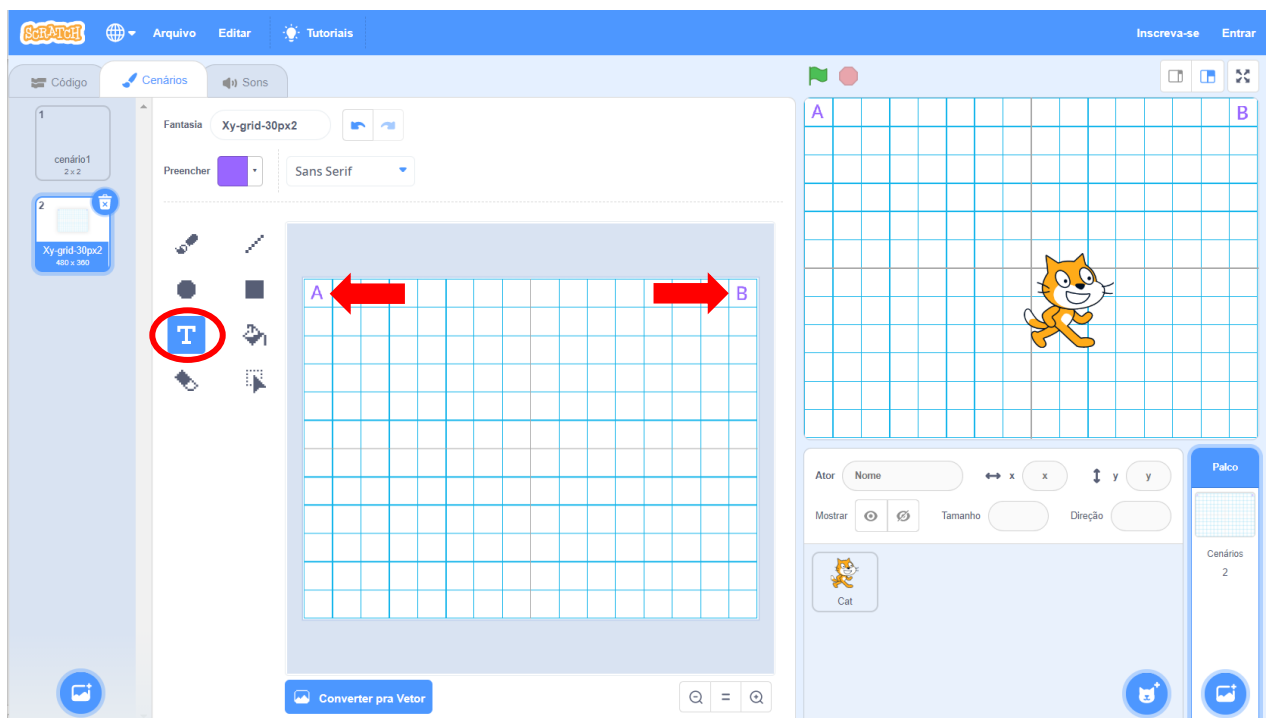 SCRATCH Arquivo Editar Tutoriais Inscreva-se Entrar
Código Cenários Sons
1
cenário1
2 x 2
2
Xy-grid-30px2
480 x 360
Fantasia Xy-grid-30px2
Preencher Sans Serif
T
A B
Converter pra Vetor
=
A B
Ator Nome x x y y
Mostrar Tamanho Direção
Cat
Palco
Cenários
2